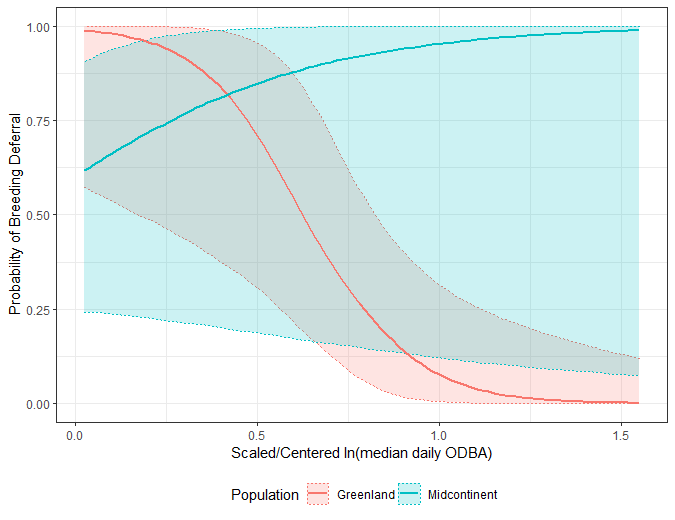 1.00
0.75
0.50
0.25
0.00
Probability of Breeding Deferral
0.0 0.5 1.0 1.5
Scaled/Centered ln(median daily ODBA)
Population Greenland Midcontinent